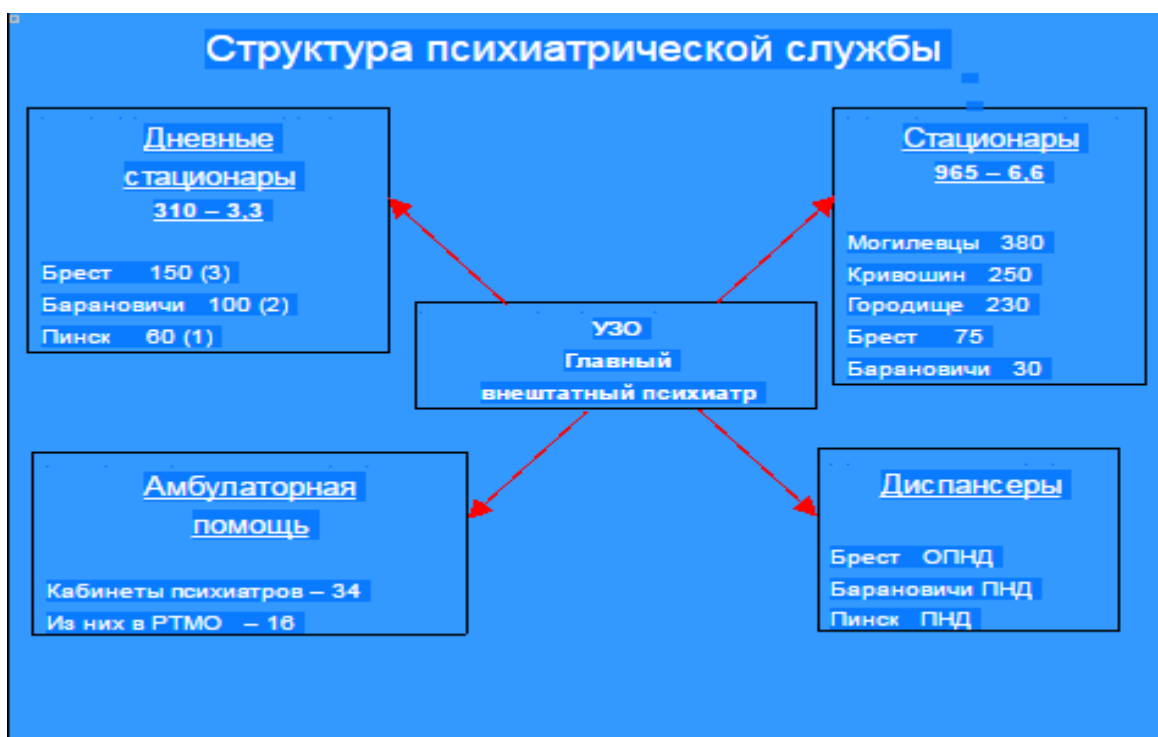 Структура психиатрической службы
Дневные
стационары
310 – 3,3
Брест 150 (3)
Барановичи 100 (2)
Пинск 60 (1)
Стационары
965 – 6,6
Могилевцы 380
Кривошин 250
Городище 230
Брест 75
Барановичи 30
УЗО
Главный
внештатный психиатр
Амбулаторная
помощь
Кабинеты психиатров – 34
Из них в РТМО – 16
Диспансеры
Брест ОПНД
Барановичи ПНД
Пинск ПНД